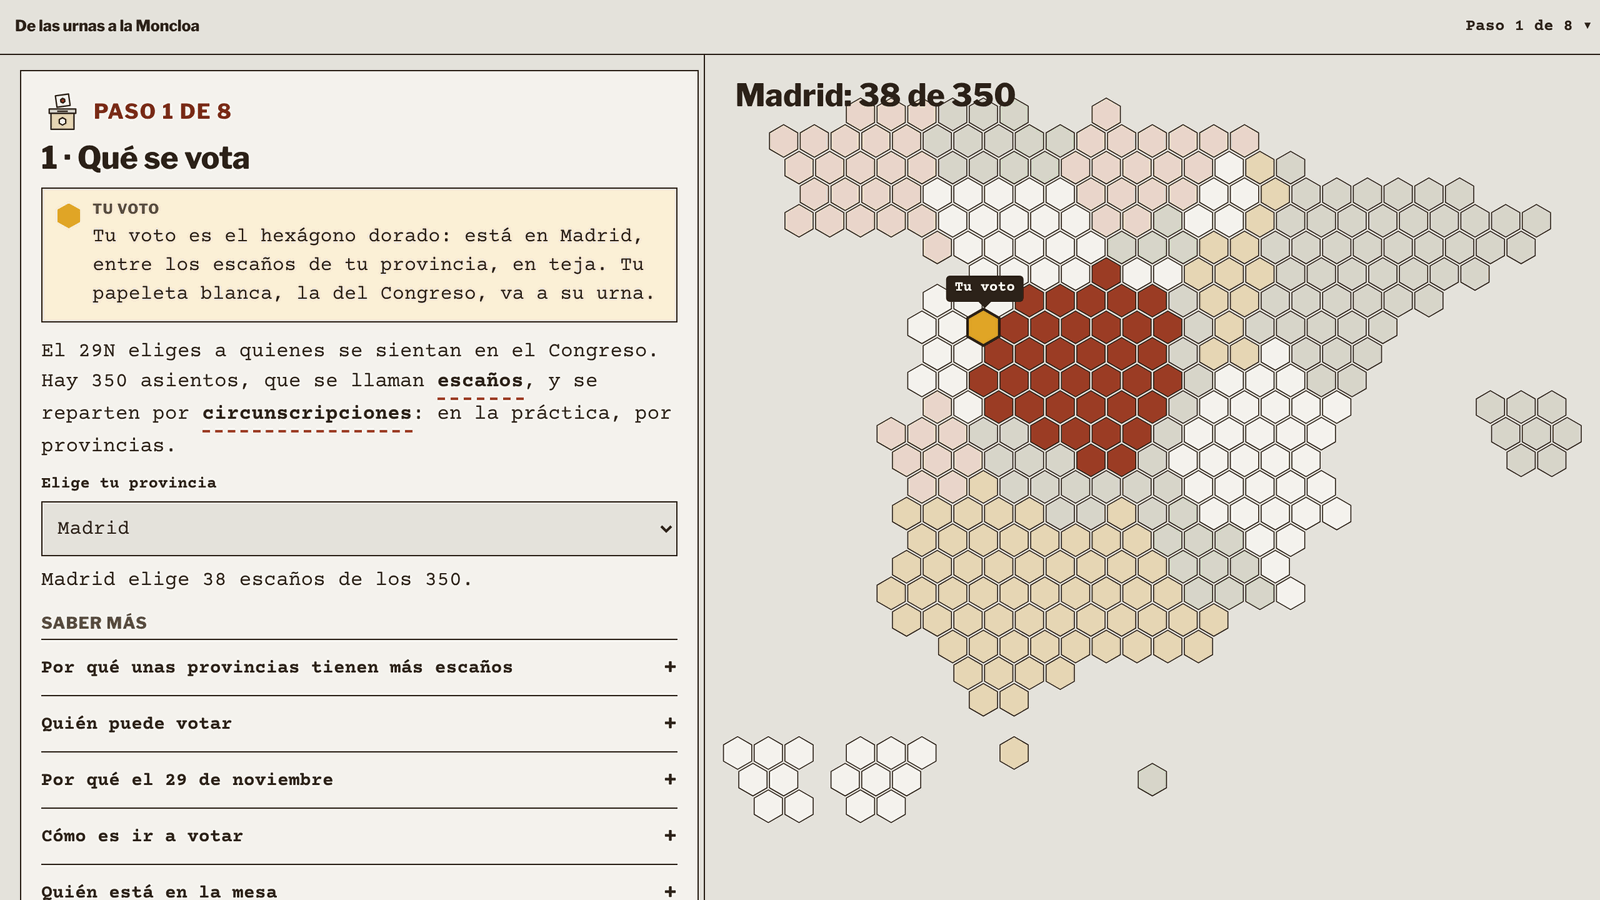 De las urnas a la Moncloa
Paso 1 de 8 ▾
PASO 1 DE 8
1 · Qué se vota
TU VOTO
Tu voto es el hexágono dorado: está en Madrid,
entre los escaños de tu provincia, en teja. Tu
papeleta blanca, la del Congreso, va a su urna.
El 29N eliges a quienes se sientan en el Congreso.
Hay 350 asientos, que se llaman escaños, y se
reparten por circunscripciones: en la práctica, por
provincias.
Elige tu provincia
Madrid
Madrid elige 38 escaños de los 350.
SABER MÁS
Por qué unas provincias tienen más escaños +
Quién puede votar +
Por qué el 29 de noviembre +
Cómo es ir a votar +
Quién está en la mesa +
Madrid: 38 de 350
Tu voto